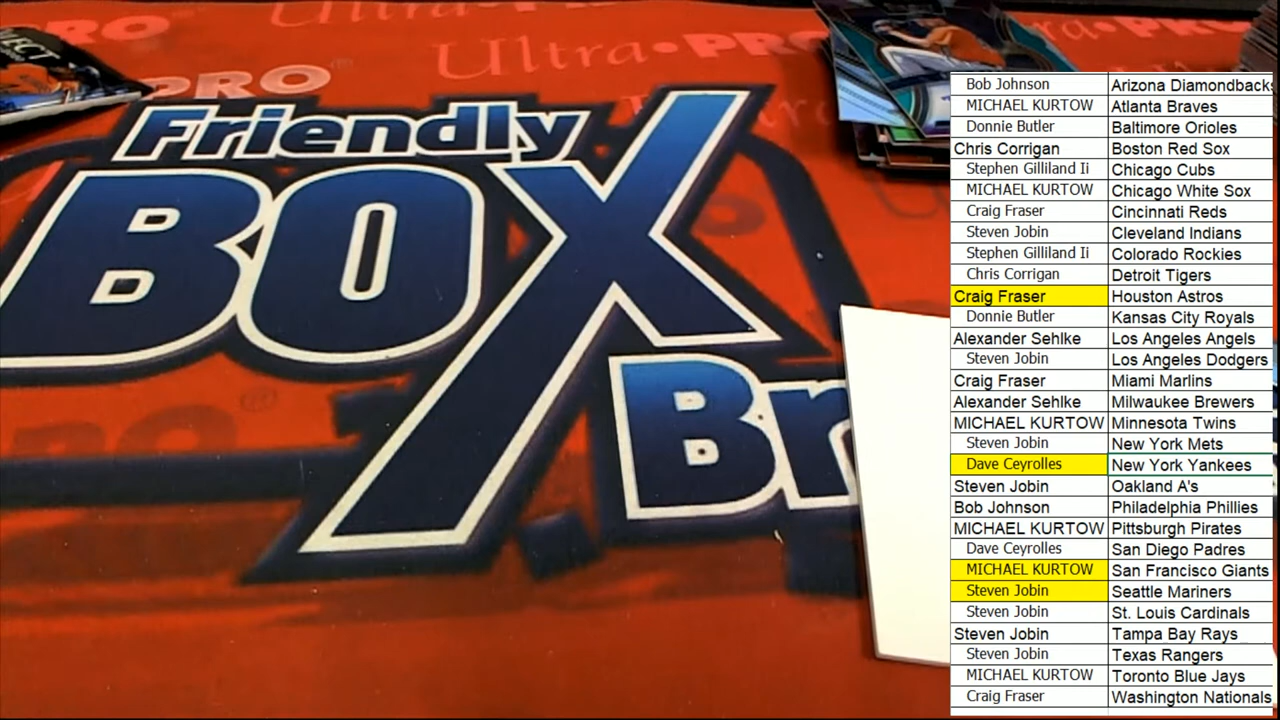 Ultra•PRO
PRO
PRO
Friendly
BOX
Br
Bob Johnson Arizona Diamondbacks
MICHAEL KURTOW Atlanta Braves
Donnie Butler Baltimore Orioles
Chris Corrigan Boston Red Sox
Stephen Gilliland Ii Chicago Cubs
MICHAEL KURTOW Chicago White Sox
Craig Fraser Cincinnati Reds
Steven Jobin Cleveland Indians
Stephen Gilliland Ii Colorado Rockies
Chris Corrigan Detroit Tigers
Craig Fraser Houston Astros
Donnie Butler Kansas City Royals
Alexander Sehlke Los Angeles Angels
Steven Jobin Los Angeles Dodgers
Craig Fraser Miami Marlins
Alexander Sehlke Milwaukee Brewers
MICHAEL KURTOW Minnesota Twins
Steven Jobin New York Mets
Dave Ceyrolles New York Yankees
Steven Jobin Oakland A's
Bob Johnson Philadelphia Phillies
MICHAEL KURTOW Pittsburgh Pirates
Dave Ceyrolles San Diego Padres
MICHAEL KURTOW San Francisco Giants
Steven Jobin Seattle Mariners
Steven Jobin St. Louis Cardinals
Steven Jobin Tampa Bay Rays
Steven Jobin Texas Rangers
MICHAEL KURTOW Toronto Blue Jays
Craig Fraser Washington Nationals